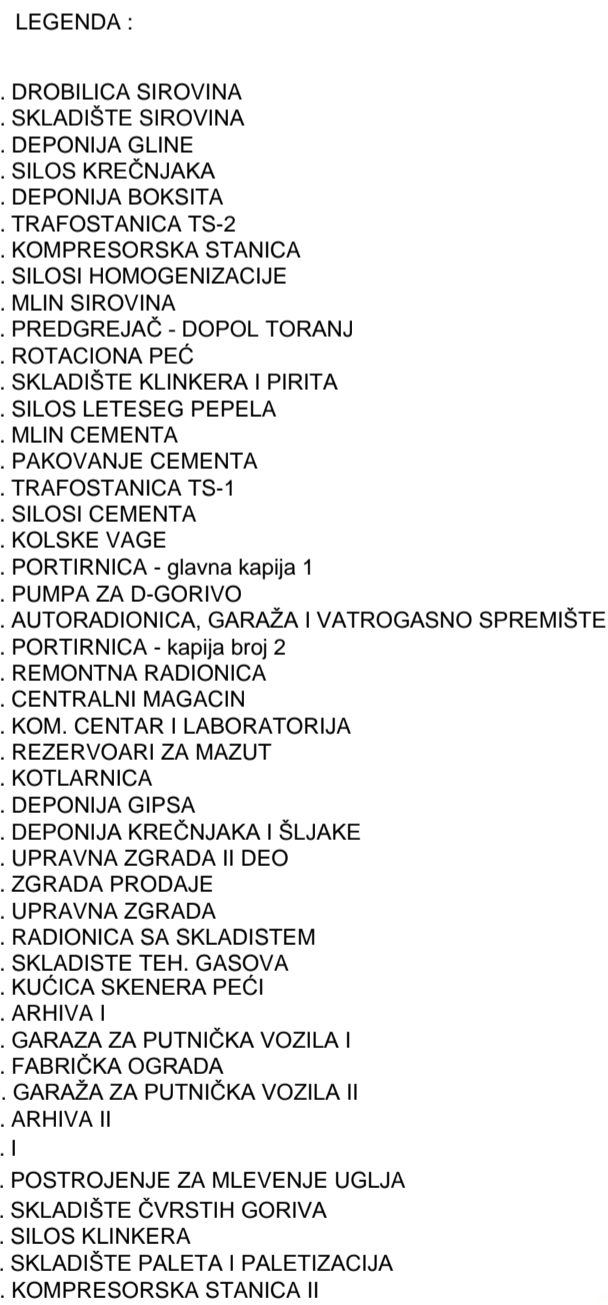 LEGENDA :
. DROBILICA SIROVINA
. SKLADIŠTE SIROVINA
. DEPONIJA GLINE
. SILOS KREČNJAKA
. DEPONIJA BOKSITA
. TRAFOSTANICA TS-2
. KOMPRESORSKA STANICA
. SILOSI HOMOGENIZACIJE
. MLIN SIROVINA
. PREDGREJAČ - DOPOL TORANJ
. ROTACIONA PEĆ
. SKLADIŠTE KLINKERA I PIRITA
. SILOS LETESEG PEPELA
. MLIN CEMENTA
. PAKOVANJE CEMENTA
. TRAFOSTANICA TS-1
. SILOSI CEMENTA
. KOLSKE VAGE
. PORTIRNICA - glavna kapija 1
. PUMPA ZA D-GORIVO
. AUTORADIONICA, GARAŽA I VATROGASNO SPREMIŠTE
. PORTIRNICA - kapija broj 2
. REMONTNA RADIONICA
. CENTRALNI MAGACIN
. KOM. CENTAR I LABORATORIJA
. REZERVOARI ZA MAZUT
. KOTLARNICA
. DEPONIJA GIPSA
. DEPONIJA KREČNJAKA I ŠLJAKE
. UPRAVNA ZGRADA II DEO
. ZGRADA PRODAJE
. UPRAVNA ZGRADA
. RADIONICA SA SKLADISTEM
. SKLADISTE TEH. GASOVA
. KUĆICA SKENERA PEĆI
. ARHIVA I
. GARAZA ZA PUTNIČKA VOZILA I
. FABRIČKA OGRADA
. GARAŽA ZA PUTNIČKA VOZILA II
. ARHIVA II
. I
. POSTROJENJE ZA MLEVENJE UGLJA
. SKLADIŠTE ČVRSTIH GORIVA
. SILOS KLINKERA
. SKLADIŠTE PALETA I PALETIZACIJA
. KOMPRESORSKA STANICA II